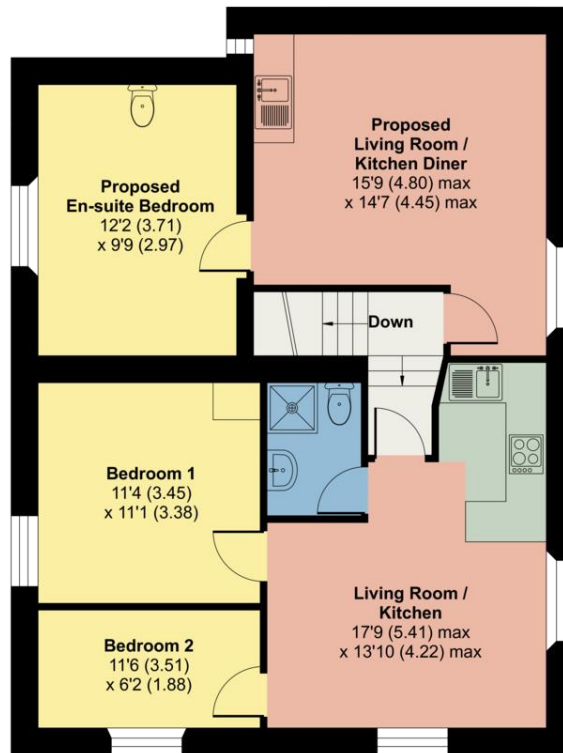 Proposed
Living Room /
Kitchen Diner
15'9 (4.80) max
x 14'7 (4.45) max
Proposed
En-suite Bedroom
12'2 (3.71)
x 9'9 (2.97)
Down
Bedroom 1
11'4 (3.45)
x 11'1 (3.38)
Living Room /
Kitchen
17'9 (5.41) max
x 13'10 (4.22) max
Bedroom 2
11'6 (3.51)
x 6'2 (1.88)